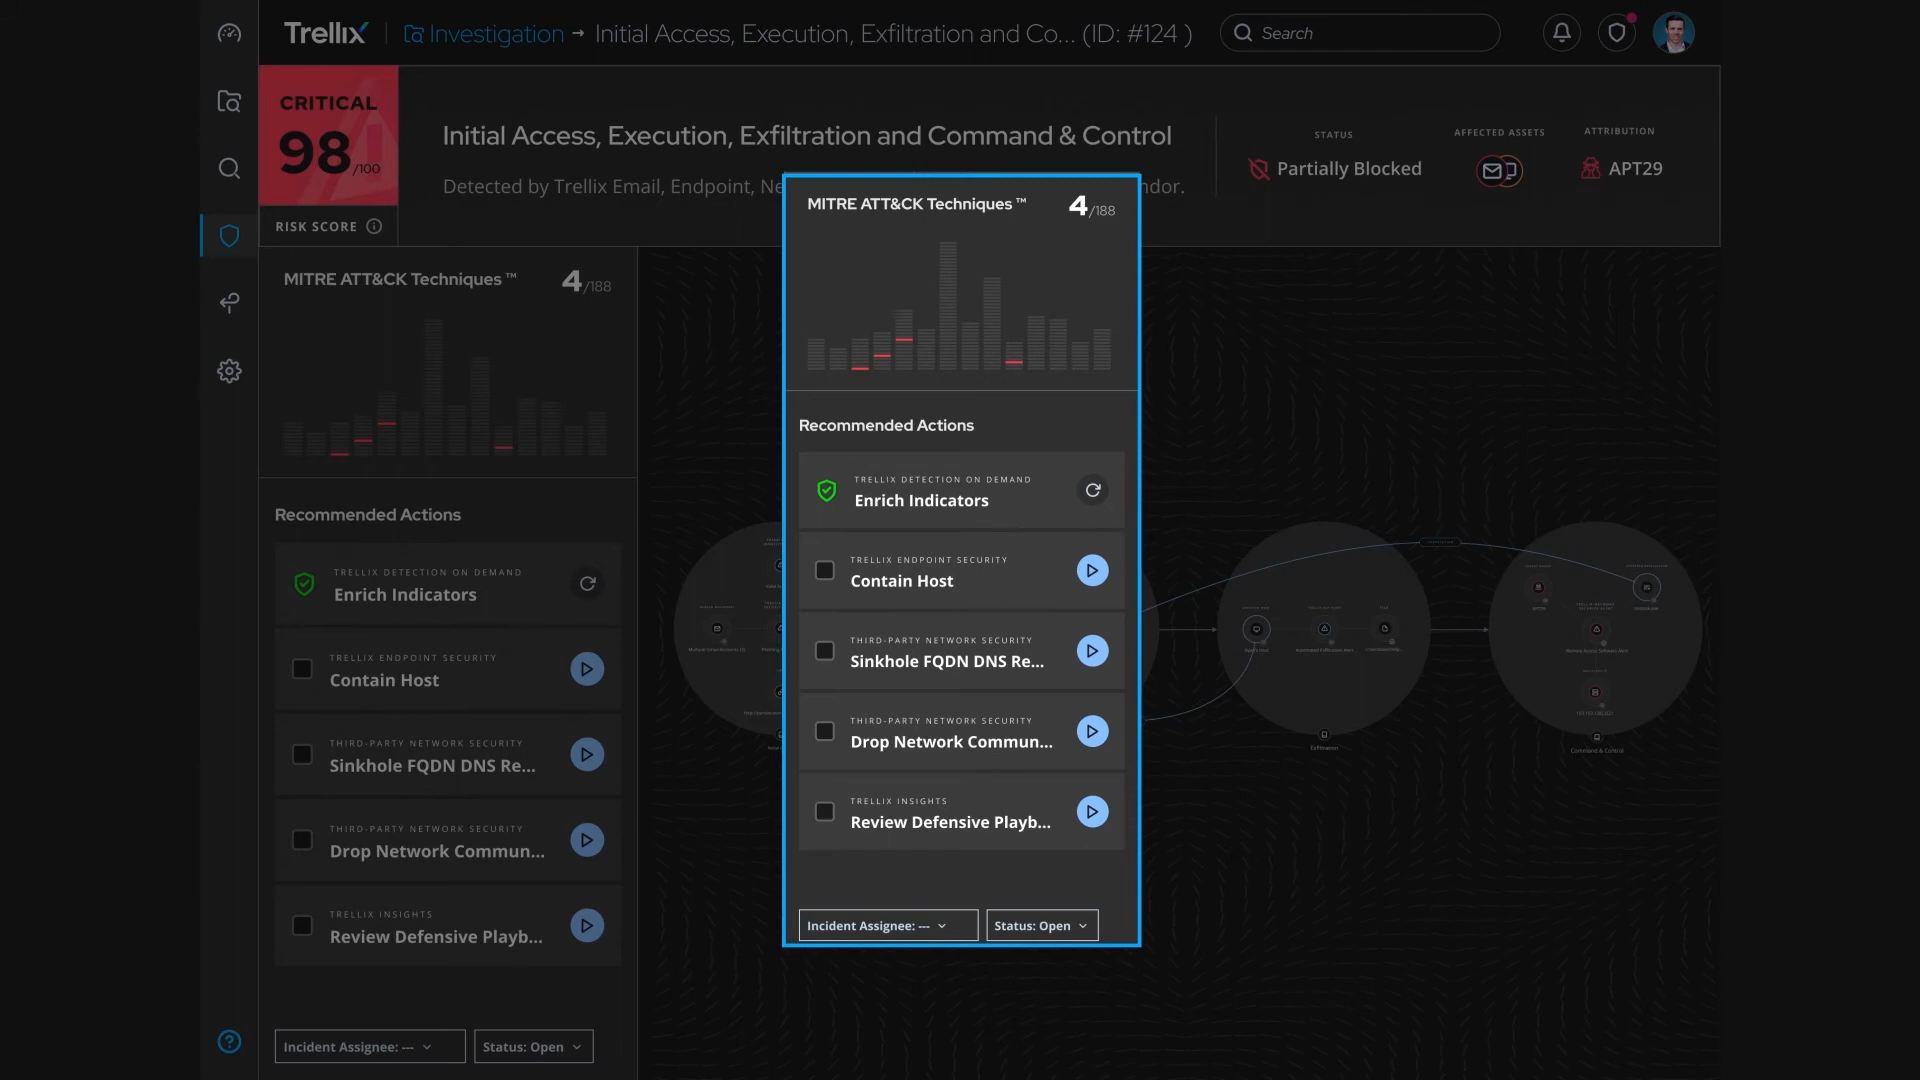 Trellix
Investigation → Initial Access, Execution, Exfiltration and Co... (ID: #124 )
Search
CRITICAL
98/100
RISK SCORE
Initial Access, Execution, Exfiltration and Command & Control
Detected by Trellix Email, Endpoint,
STATUS
Partially Blocked
AFFECTED ASSETS
ATTRIBUTION
APT29
MITRE ATT&CK Techniques ™
4/188
Recommended Actions
TRELLIX DETECTION ON DEMAND
Enrich Indicators
TRELLIX ENDPOINT SECURITY
Contain Host
THIRD-PARTY NETWORK SECURITY
Sinkhole FQDN DNS Re...
THIRD-PARTY NETWORK SECURITY
Drop Network Commun...
TRELLIX INSIGHTS
Review Defensive Playb...
Incident Assignee: ---
Status: Open
MITRE ATT&CK Techniques ™
4/188
Recommended Actions
TRELLIX DETECTION ON DEMAND
Enrich Indicators
TRELLIX ENDPOINT SECURITY
Contain Host
THIRD-PARTY NETWORK SECURITY
Sinkhole FQDN DNS Re...
THIRD-PARTY NETWORK SECURITY
Drop Network Commun...
TRELLIX INSIGHTS
Review Defensive Playb...
Incident Assignee: ---
Status: Open
Exfiltration
Command & Control